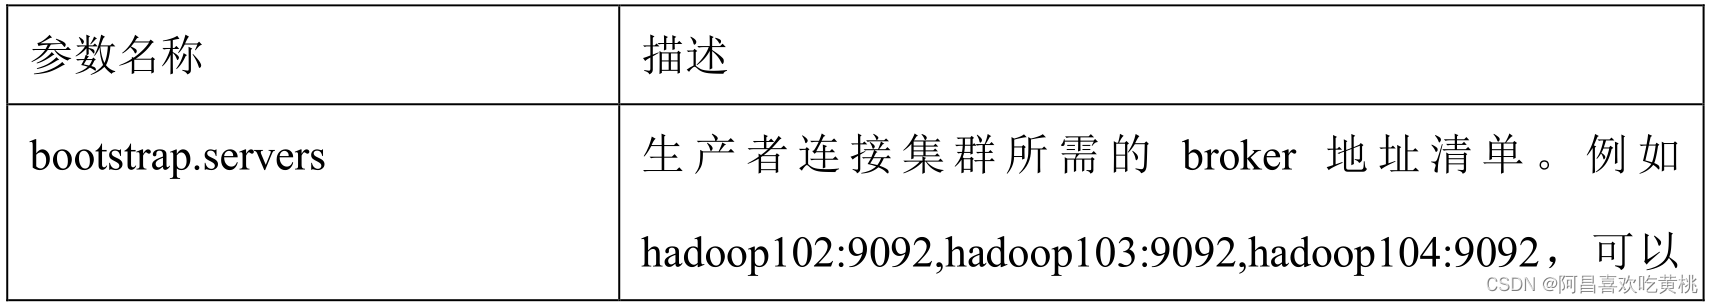 参数名称 描述
bootstrap.servers 生产者连接集群所需的 broker 地址清单。例如
hadoop102:9092,hadoop103:9092,hadoop104:9092，可以
CSDN @阿昌喜欢吃黄桃